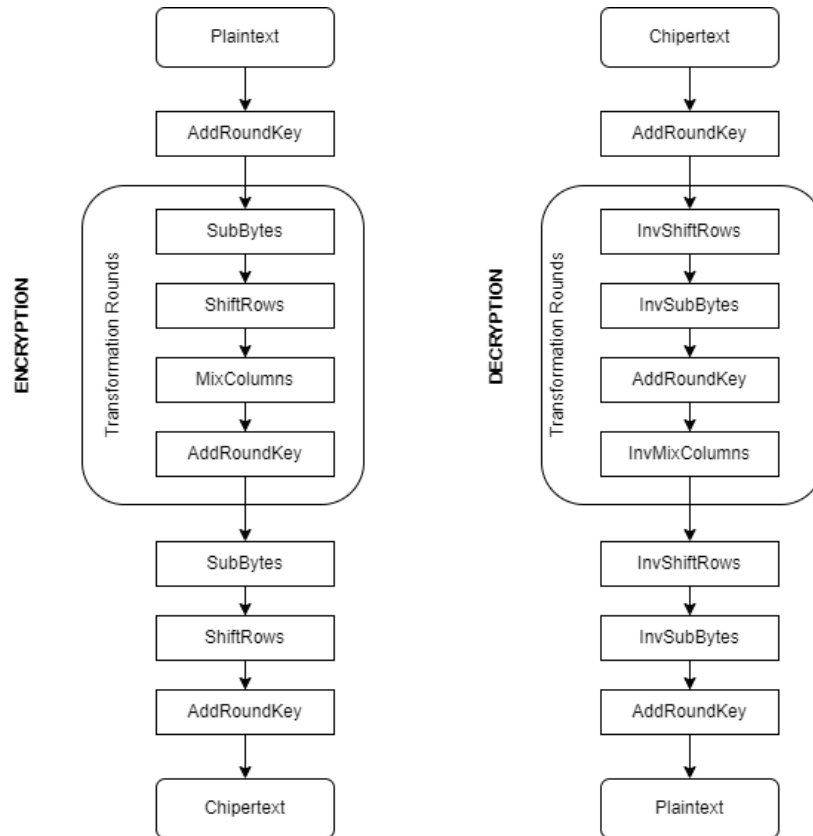 Plaintext
AddRoundKey
ENCRYPTION
Transformation Rounds
SubBytes
ShiftRows
MixColumns
AddRoundKey
SubBytes
ShiftRows
AddRoundKey
Chipertext
Chipertext
AddRoundKey
DECRYPTION
Transformation Rounds
InvShiftRows
InvSubBytes
AddRoundKey
InvMixColumns
InvShiftRows
InvSubBytes
AddRoundKey
Plaintext